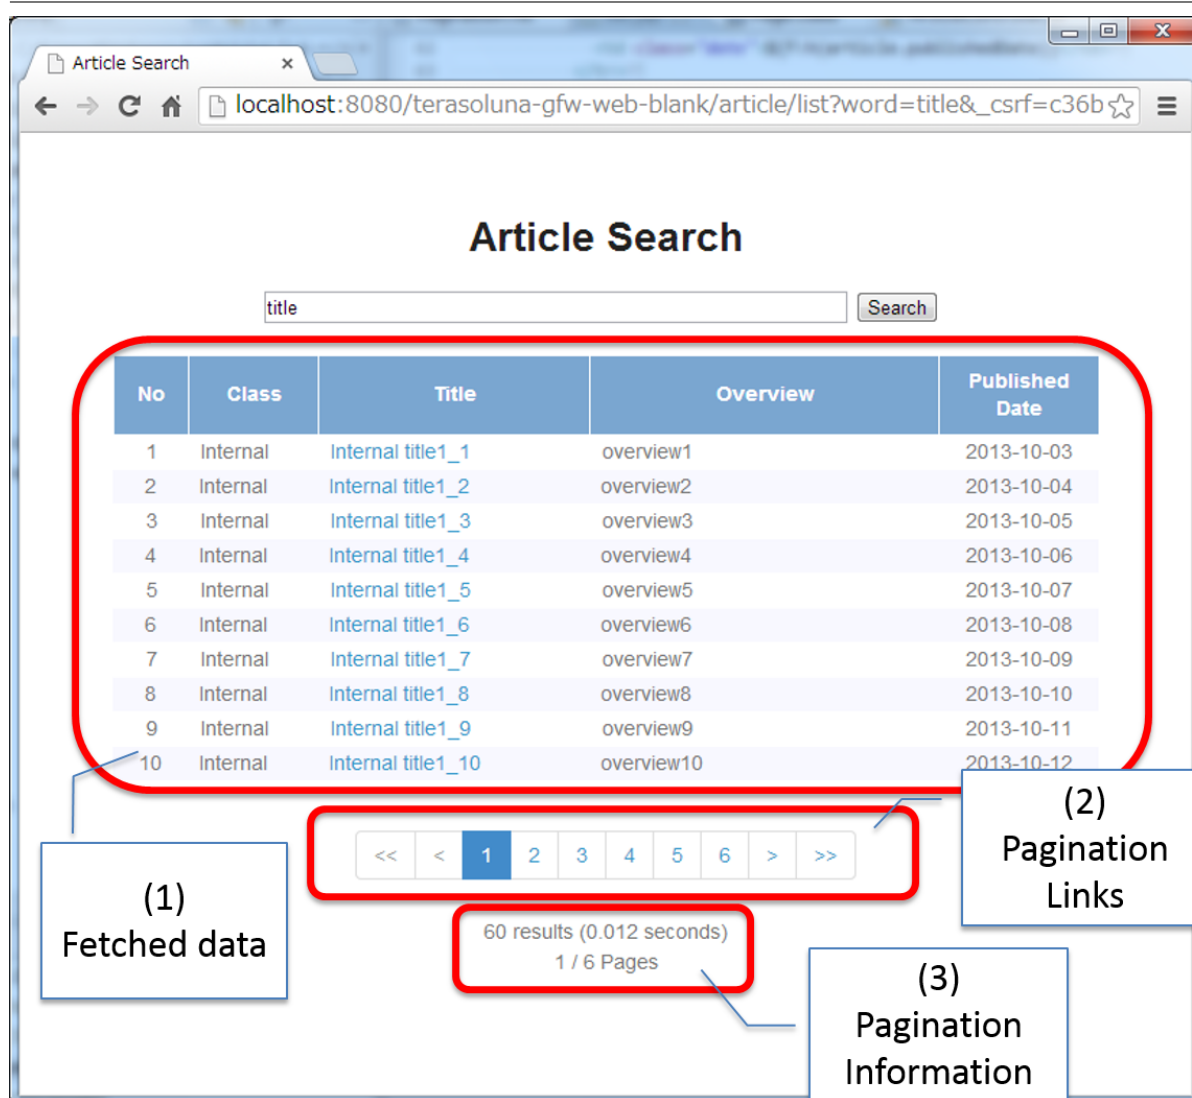 Article Search
localhost:8080/terasoluna-gfw-web-blank/article/list?word=title&_csrf=c36b
Article Search
title Search
No Class Title Overview Published Date
1 Internal Internal title1_1 overview1 2013-10-03
2 Internal Internal title1_2 overview2 2013-10-04
3 Internal Internal title1_3 overview3 2013-10-05
4 Internal Internal title1_4 overview4 2013-10-06
5 Internal Internal title1_5 overview5 2013-10-07
6 Internal Internal title1_6 overview6 2013-10-08
7 Internal Internal title1_7 overview7 2013-10-09
8 Internal Internal title1_8 overview8 2013-10-10
9 Internal Internal title1_9 overview9 2013-10-11
10 Internal Internal title1_10 overview10 2013-10-12
<< < 1 2 3 4 5 6 > >>
60 results (0.012 seconds)
1 / 6 Pages
(1)
Fetched data
(2)
Pagination
Links
(3)
Pagination
Information